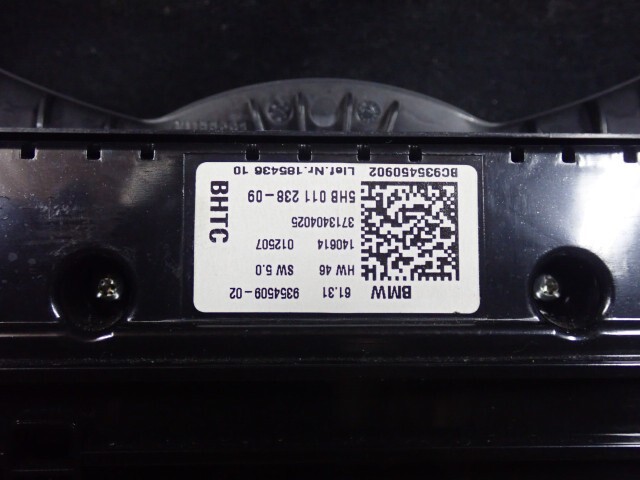 BMW 61.31 9354509-02
HW 46 SW 5.0
140614 012507
3713404025
5HB 011 238-09
BHTC
BC935450902 Lief.Nr.185436 10